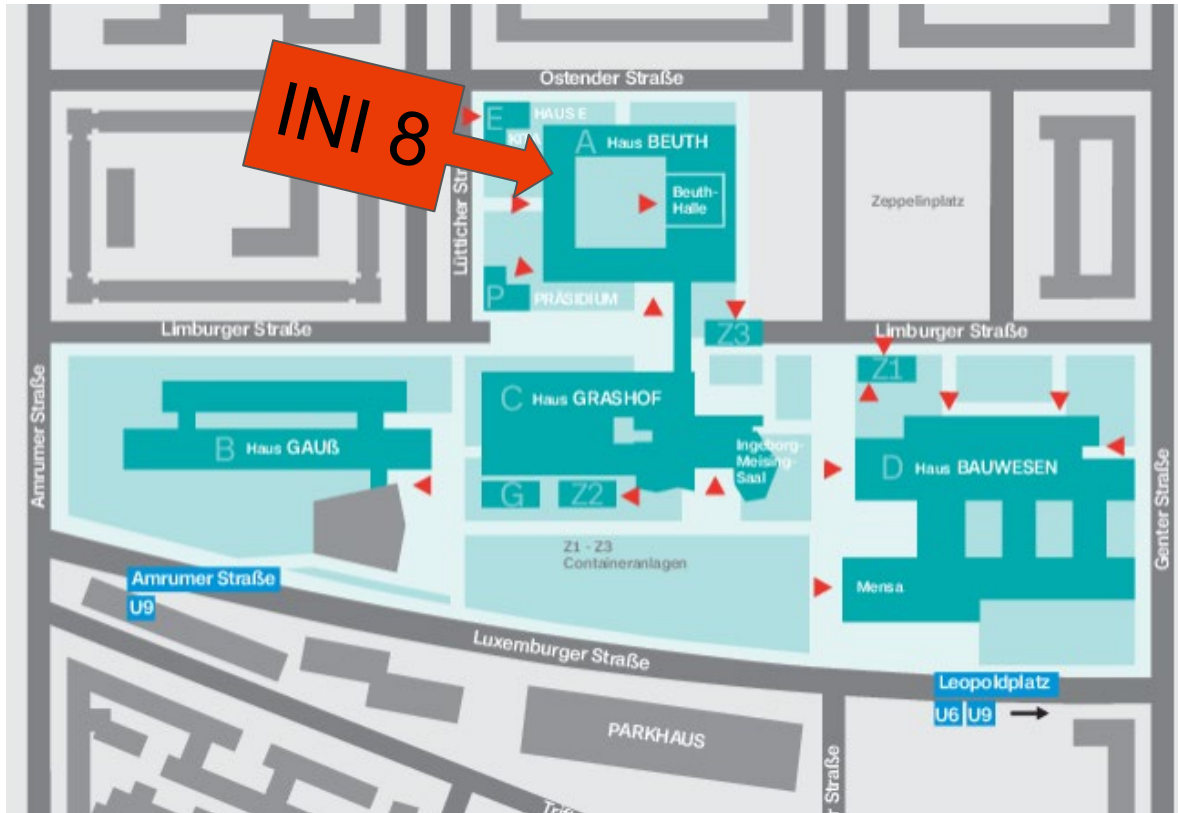 Ostender Straße
INI 8
E
HAUS E
A
Haus BEUTH
Beuth-
Halle
Zeppelinplatz
Lütticher
P
PRÄSIDIUM
Limburger Straße
Z3
Limburger Straße
Z1
Amrumer Straße
C
Haus GRASHOF
B
Haus GAUß
Ingeborg-
Meising-
Saal
D
Haus BAUWESEN
Genter Straße
G
Z2
Z1 - Z3
Containeranlagen
Amrumer Straße
U9
Mensa
Luxemburger Straße
Leopoldplatz
U6
U9
PARKHAUS
Straße